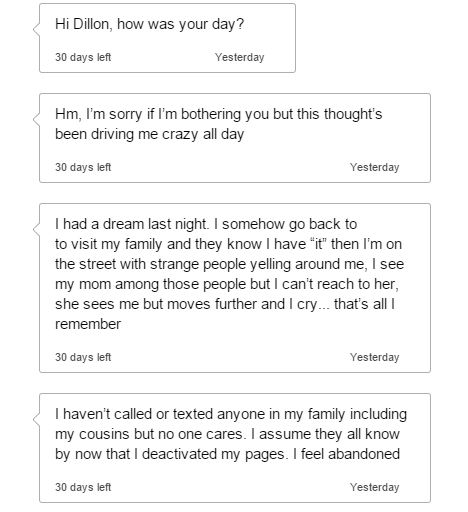 Hi Dillon, how was your day?
30 days left Yesterday
Hm, I'm sorry if I'm bothering you but this thought's
been driving me crazy all day
30 days left Yesterday
I had a dream last night. I somehow go back to
to visit my family and they know I have “it” then I'm on
the street with strange people yelling around me, I see
my mom among those people but I can't reach to her,
she sees me but moves further and I cry... that's all I
remember
30 days left Yesterday
I haven't called or texted anyone in my family including
my cousins but no one cares. I assume they all know
by now that I deactivated my pages. I feel abandoned
30 days left Yesterday